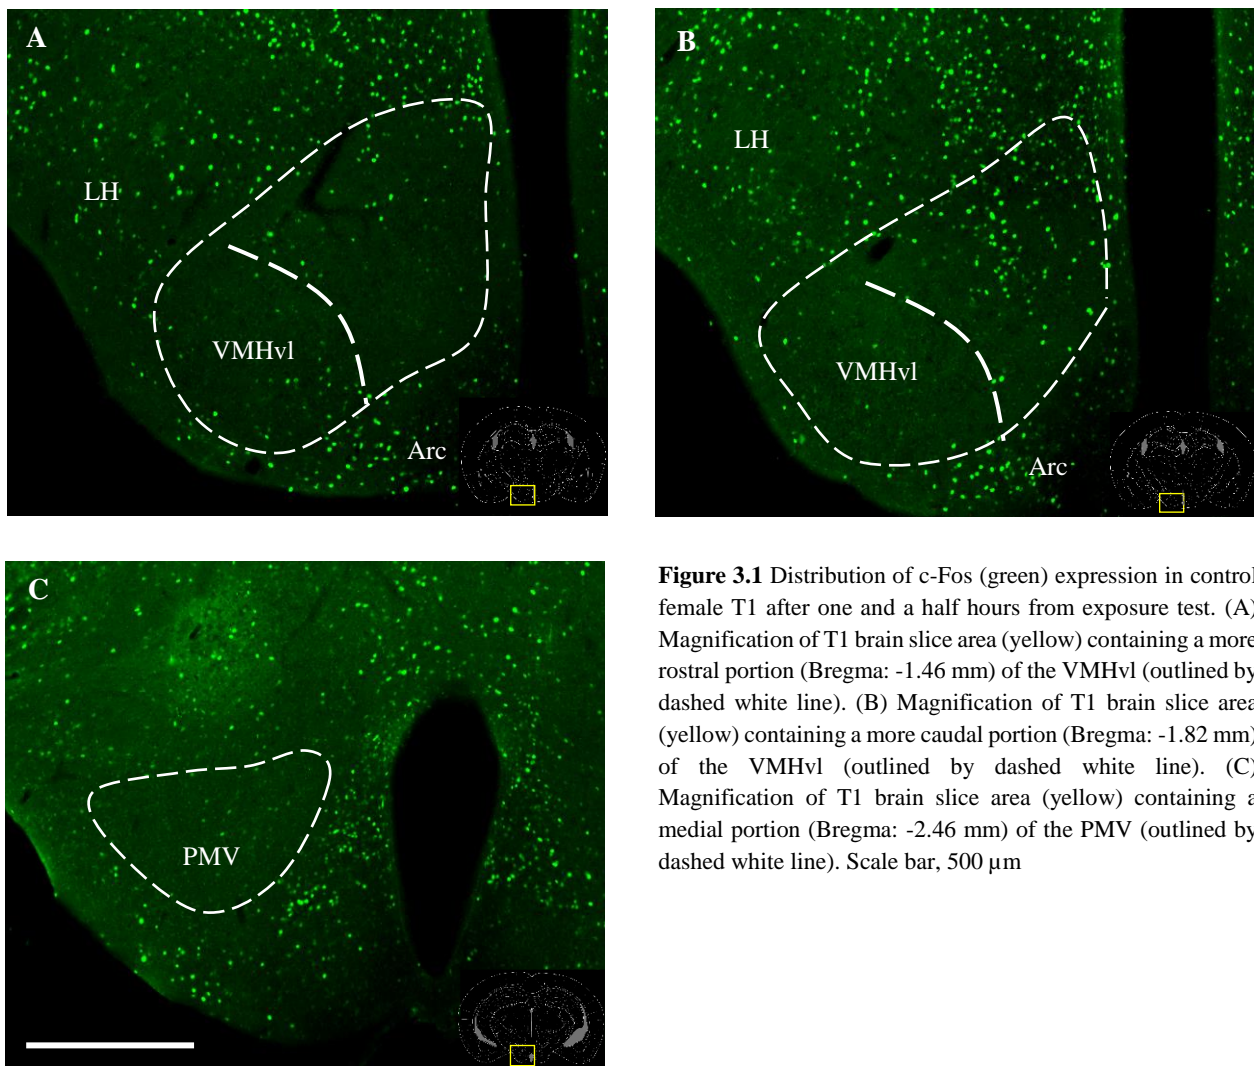 A
B
LH
LH
VMHvl
VMHvl
Arc
Arc
C
PMV
Figure 3.1 Distribution of c-Fos (green) expression in control
female T1 after one and a half hours from exposure test. (A)
Magnification of T1 brain slice area (yellow) containing a more
rostral portion (Bregma: -1.46 mm) of the VMHvl (outlined by
dashed white line). (B) Magnification of T1 brain slice area
(yellow) containing a more caudal portion (Bregma: -1.82 mm)
of the VMHvl (outlined by dashed white line). (C)
Magnification of T1 brain slice area (yellow) containing a
medial portion (Bregma: -2.46 mm) of the PMV (outlined by
dashed white line). Scale bar, 500 µm